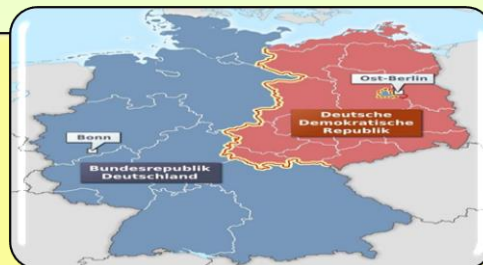 Ost-Berlin
Deutsche
Demokratische
Republik
Bonn
Bundesrepublik
Deutschland